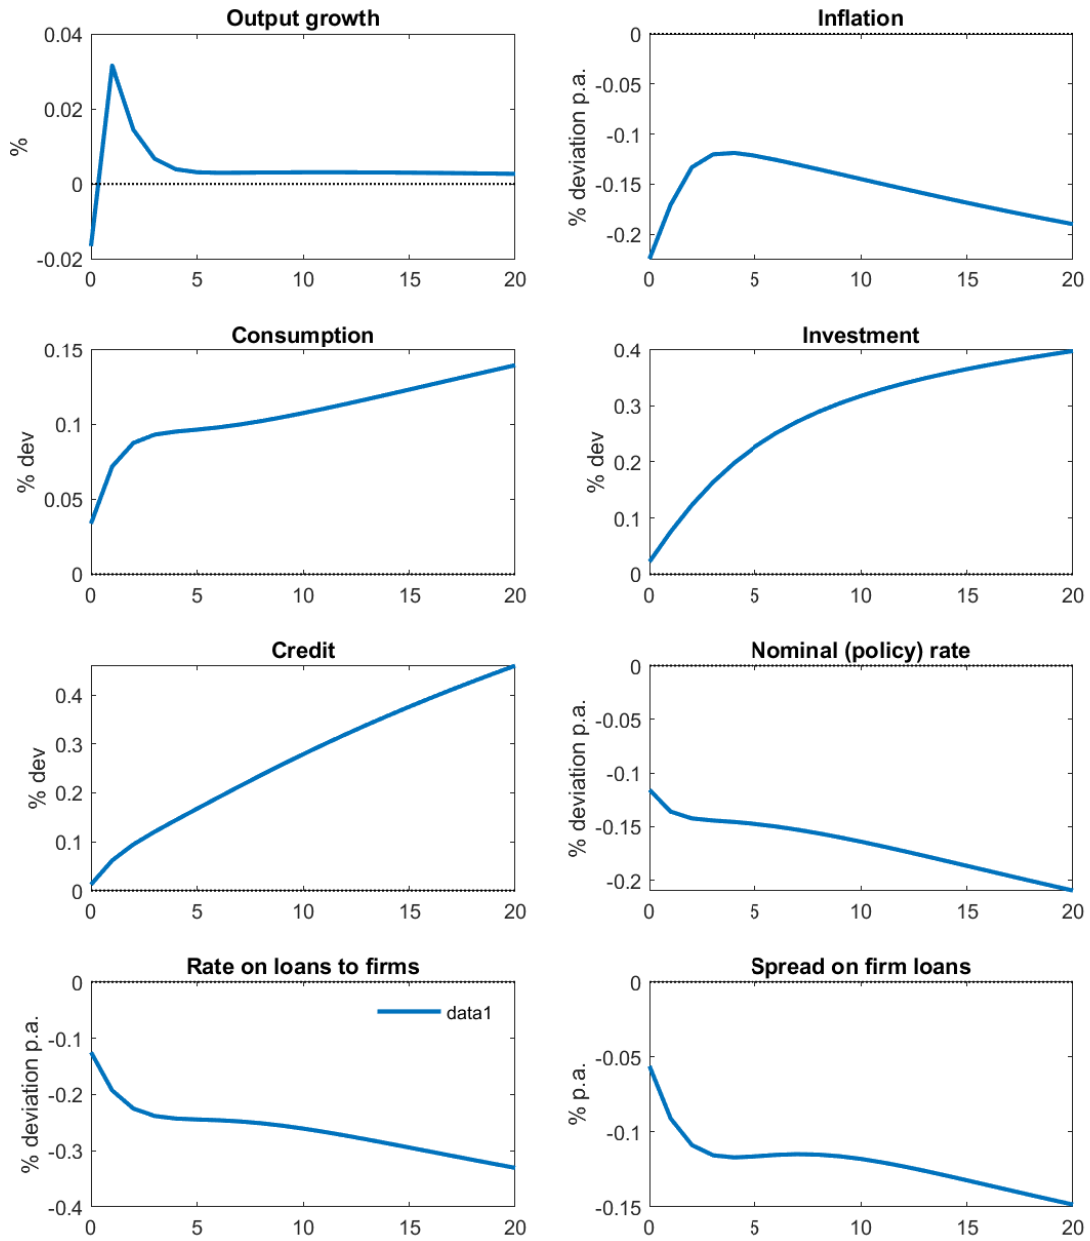 Output growth
%
0.04
0.02
0
-0.02
0 5 10 15 20
Inflation
% deviation p.a.
0
-0.05
-0.1
-0.15
-0.2
0 5 10 15 20
Consumption
% dev
0.15
0.1
0.05
0
0 5 10 15 20
Investment
% dev
0.4
0.3
0.2
0.1
0
0 5 10 15 20
Credit
% dev
0.4
0.3
0.2
0.1
0
0 5 10 15 20
Nominal (policy) rate
% deviation p.a.
0
-0.05
-0.1
-0.15
-0.2
0 5 10 15 20
Rate on loans to firms
% deviation p.a.
0
-0.1
-0.2
-0.3
-0.4
data1
0 5 10 15 20
Spread on firm loans
% p.a.
0
-0.05
-0.1
-0.15
0 5 10 15 20